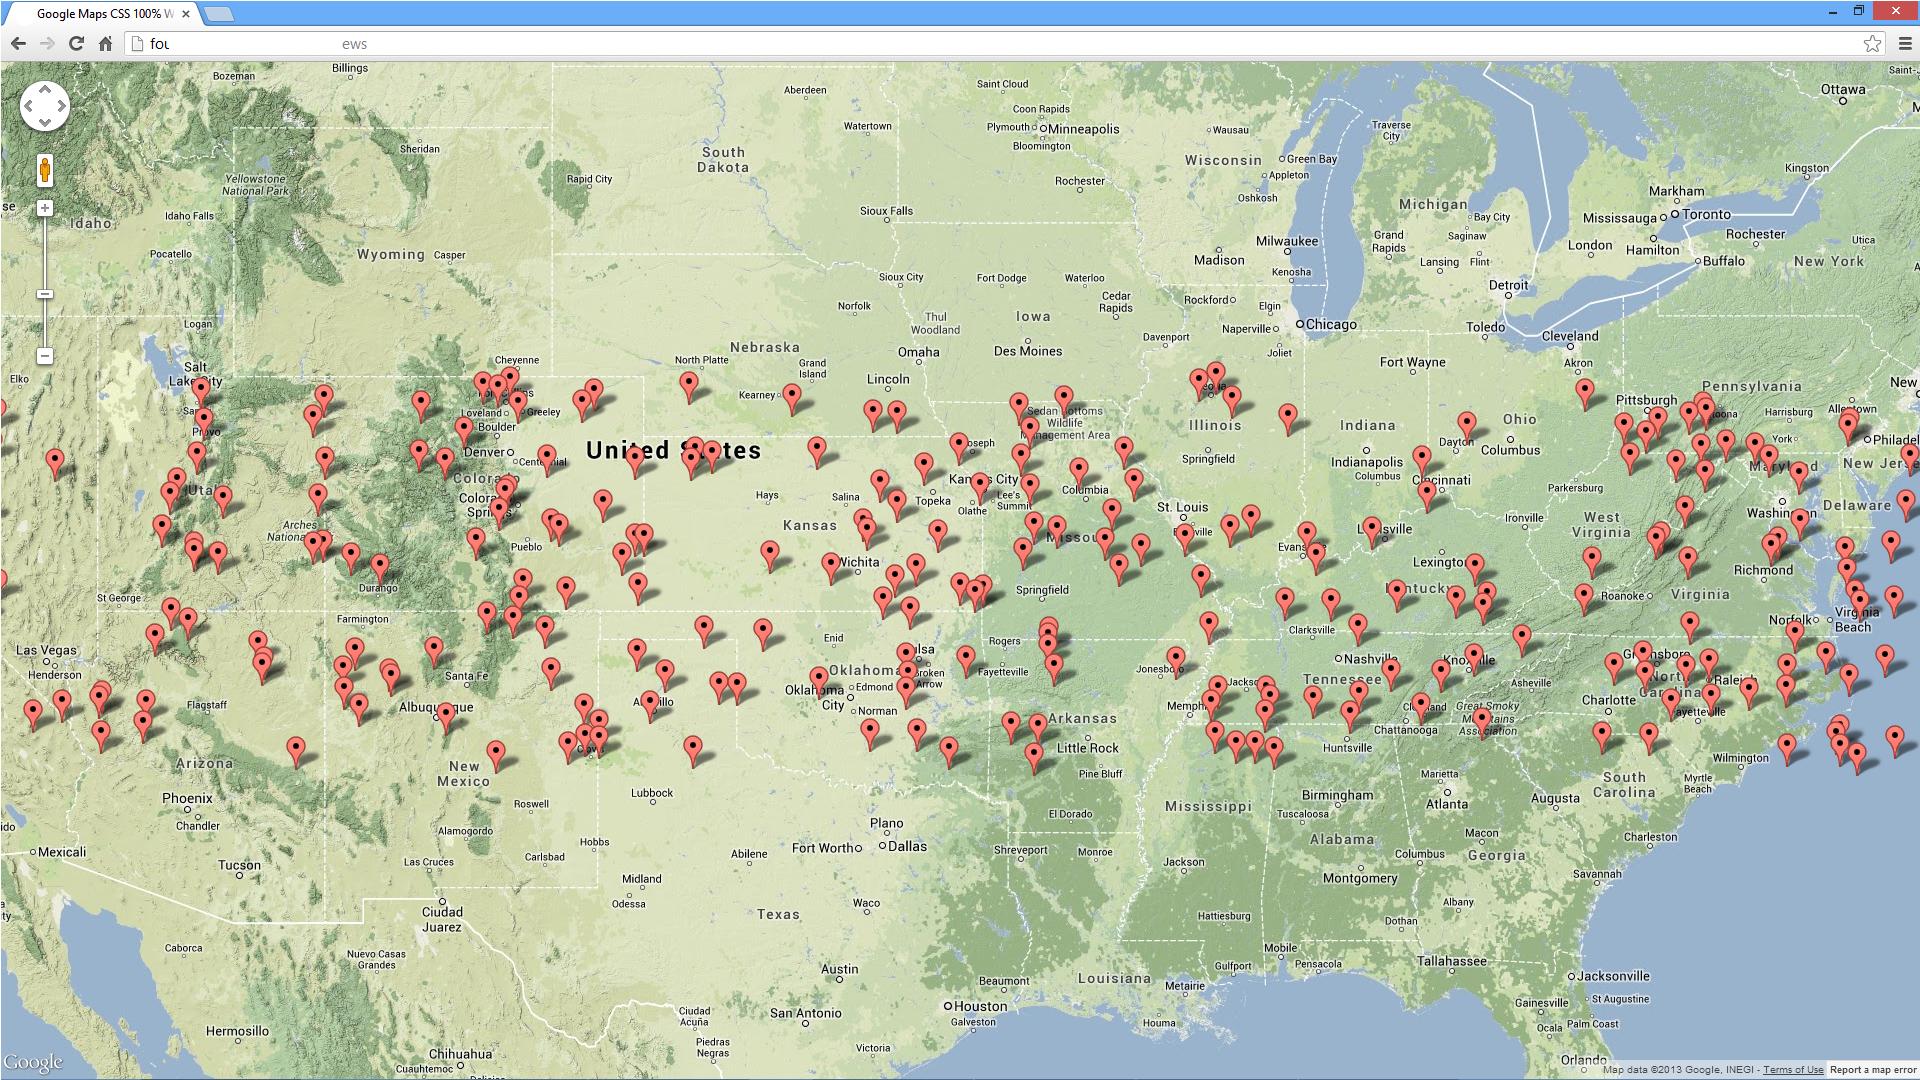 Google Maps CSS 100% W
fou
ews
Bozeman
Billings
Aberdeen
Saint Cloud
Ottawa
Coon Rapids
Watertown
Plymouth
Minneapolis
Wausau
Traverse
City
Bloomington
Sheridan
South
Dakota
Wisconsin
Green Bay
Kingston
Yellowstone
National Park
Rapid City
Rochester
Appleton
Oshkosh
Markham
Idaho
Idaho Falls
Sioux Falls
Michigan
Bay City
Mississauga
Toronto
Saginaw
Grand
Rapids
Milwaukee
London
Hamilton
Rochester
Utica
Pocatello
Wyoming
Casper
Madison
Lansing
Flint
Buffalo
New York
Sioux City
Fort Dodge
Waterloo
Kenosha
Detroit
Norfolk
Cedar
Rapids
Rockford
Elgin
Logan
Thul
Woodland
Iowa
Naperville
Chicago
Toledo
Cleveland
Davenport
Nebraska
Omaha
Des Moines
Joliet
Fort Wayne
Akron
Cheyenne
North Platte
Grand
Island
Salt
Lake City
Elko
Lincoln
Pennsylvania
Kearney
Pittsburgh
Loveland
Greeley
Sedan Bottoms
Wildlife
Management Area
Harrisburg
Allentown
Provo
Boulder
Illinois
Indiana
Ohio
Dayton
Columbus
York
Denver
Centennial
United States
Springfield
Indianapolis
Columbus
Maryland
New Jersey
Utah
Colorado
Colorado
Springs
Hays
Salina
Topeka
Kansas City
Lee's
Summit
Olathe
Columbia
St. Louis
Cincinnati
Parkersburg
Arches
Kansas
West
Virginia
Ironville
Washington
Delaware
Pueblo
Missouri
Louisville
Wichita
Lexington
Richmond
Durango
Springfield
Kentucky
Roanoke
Virginia
St George
Farmington
Enid
Rogers
Clarksville
Norfolk
Virginia
Beach
Las Vegas
Henderson
Tulsa
Broken
Arrow
Fayetteville
Jonesboro
Nashville
Knoxville
Greensboro
Santa Fe
Oklahoma
Edmond
Oklahoma
City
Norman
Tennessee
Asheville
North
Carolina
Raleigh
Flagstaff
Albuquerque
Amarillo
Memphis
Charlotte
Fayetteville
Great Smoky
Mountains
Association
Clovis
Arkansas
Little Rock
Chattanooga
Huntsville
Arizona
New
Mexico
Wilmington
Pine Bluff
Marietta
South
Carolina
Myrtle
Beach
Phoenix
Chandler
Roswell
Lubbock
Mississippi
Birmingham
Tuscaloosa
Atlanta
Augusta
Alamogordo
Hobbs
Plano
El Dorado
Alabama
Macon
Charleston
Mexicali
Las Cruces
Carlsbad
Abilene
Fort Worth
Dallas
Shreveport
Monroe
Jackson
Columbus
Georgia
Tucson
Midland
Odessa
Montgomery
Savannah
Ciudad
Juarez
Texas
Waco
Hattiesburg
Dothan
Albany
Caborca
Nuevo Casas
Grandes
Mobile
Gulfport
Pensacola
Tallahassee
Austin
Beaumont
Louisiana
Metairie
Jacksonville
Ciudad
Acuña
San Antonio
Houston
Galveston
Houma
Gainesville
St Augustine
Hermosillo
Ocala
Palm Coast
Piedras
Negras
Victoria
Chihuahua
Cuauhtemoc
Orlando
Google
Map data ©2013 Google, INEGI - Terms of Use
Report a map error